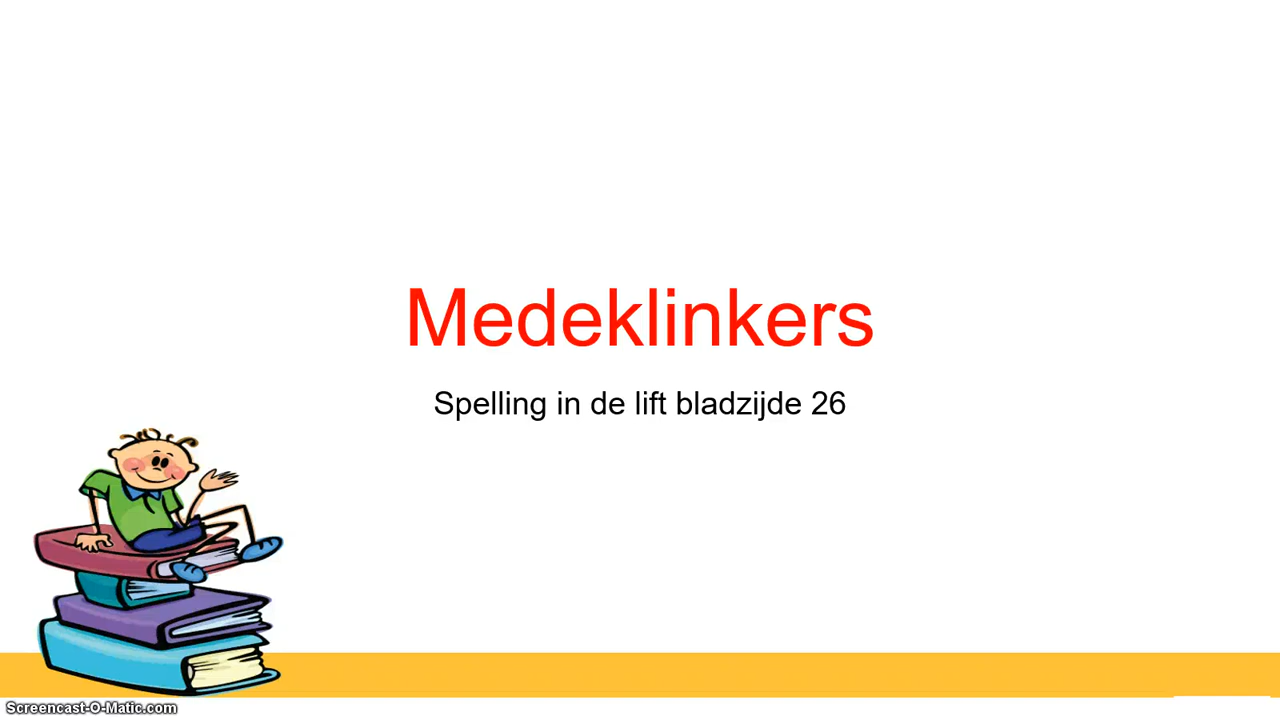 Medeklinkers
Spelling in de lift bladzijde 26
Screencast-O-Matic.com